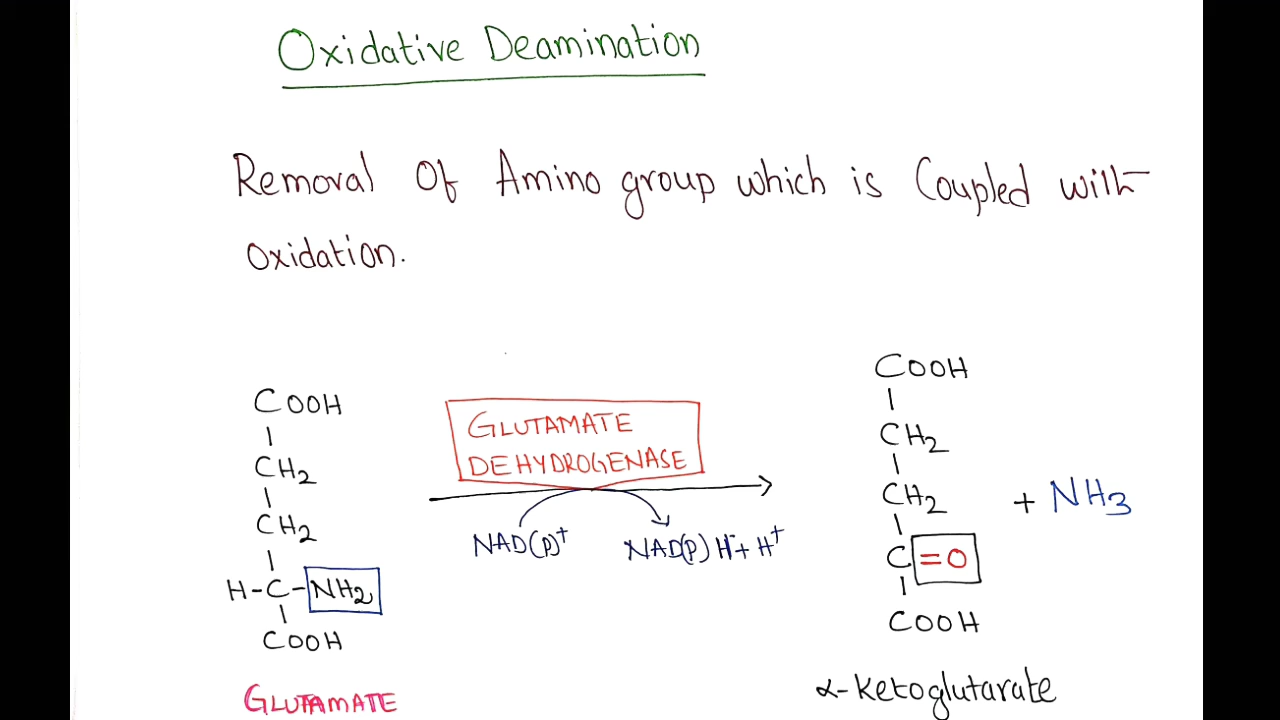 Oxidative Deamination
Removal Of Amino group which is Coupled with
Oxidation.
COOH
CH2
CH2
H-C-NH2
COOH
GLUTAMATE
GLUTAMATE
DEHYDROGENASE
NAD(P)+
NAD(P)H + H+
COOH
CH2
CH2
C=O
COOH
α-Ketoglutarate
+ NH3